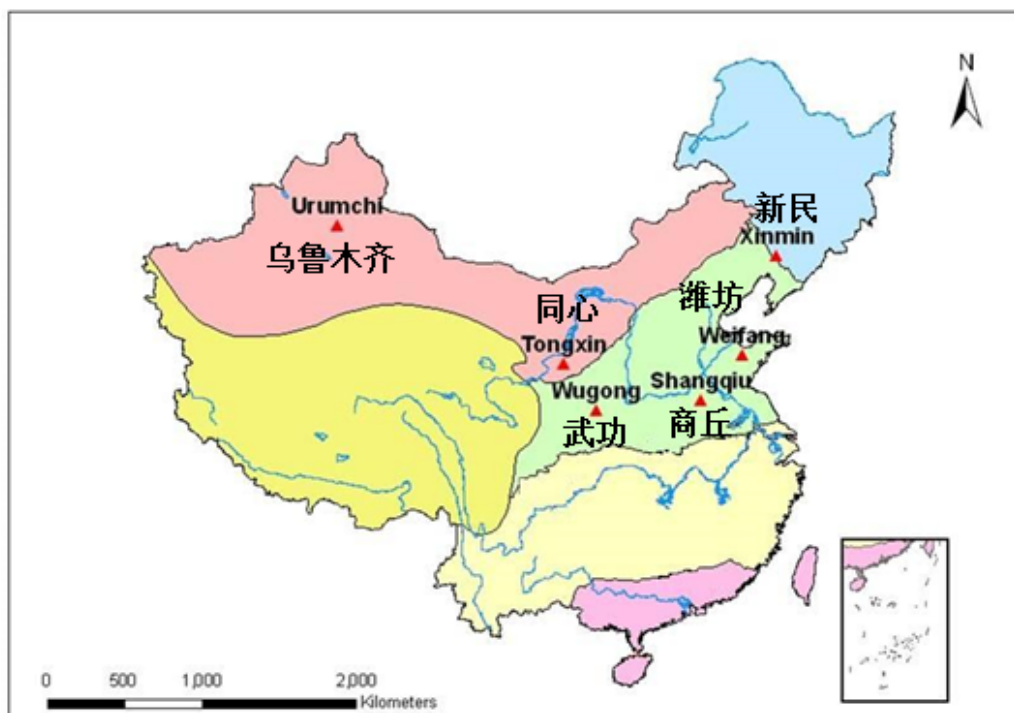 N
Urumchi
乌鲁木齐
新民
Xinmin
同心
Tongxin
潍坊
Weifang
Wugong
武功
Shangqiu
商丘
0 500 1,000 2,000
Kilometers